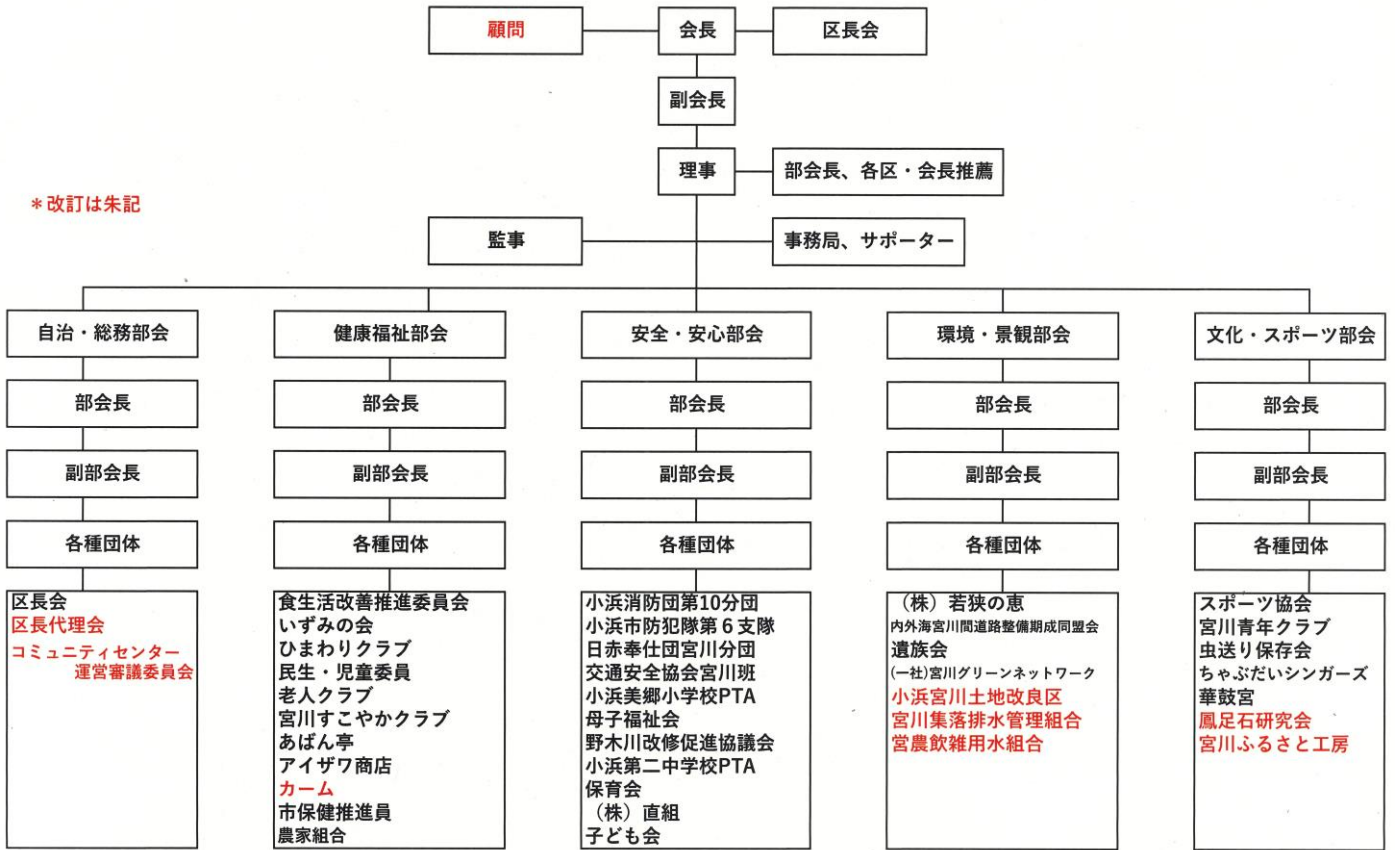 顧問
会長
区長会
副会長
理事
部会長、各区・会長推薦
＊改訂は朱記
監事
事務局、サポーター
自治・総務部会
部会長
副部会長
各種団体
区長会
区長代理会
コミュニティセンター
運営審議委員会
健康福祉部会
部会長
副部会長
各種団体
食生活改善推進委員会
いずみの会
ひまわりクラブ
民生・児童委員
老人クラブ
宮川すこやかクラブ
あばん亭
アイザワ商店
カーム
市保健推進員
農家組合
安全・安心部会
部会長
副部会長
各種団体
小浜消防団第10分団
小浜市防犯隊第６支隊
日赤奉仕団宮川分団
交通安全協会宮川班
小浜美郷小学校PTA
母子福祉会
野木川改修促進協議会
小浜第二中学校PTA
保育会
（株）直組
子ども会
環境・景観部会
部会長
副部会長
各種団体
（株）若狭の恵
内外海宮川間道路整備期成同盟会
遺族会
(一社)宮川グリーンネットワーク
小浜宮川土地改良区
宮川集落排水管理組合
営農飲雑用水組合
文化・スポーツ部会
部会長
副部会長
各種団体
スポーツ協会
宮川青年クラブ
虫送り保存会
ちゃぶだいシンガーズ
華鼓宮
鳳足石研究会
宮川ふるさと工房